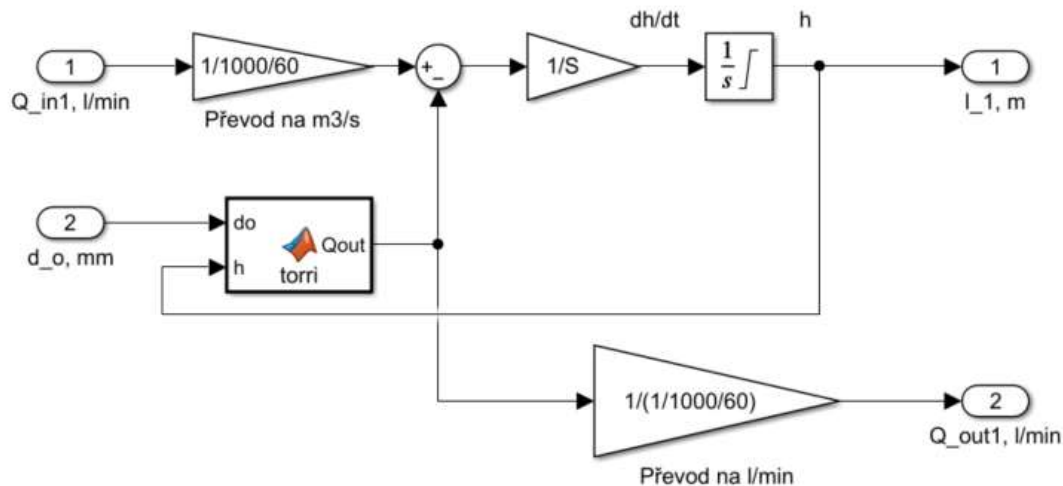 dh/dt
h
1
Q_in1, l/min
1/1000/60
Převod na m3/s
+
_
1/S
1
s
1
l_1, m
2
d_o, mm
do
h
Qout
torri
1/(1/1000/60)
Převod na l/min
2
Q_out1, l/min